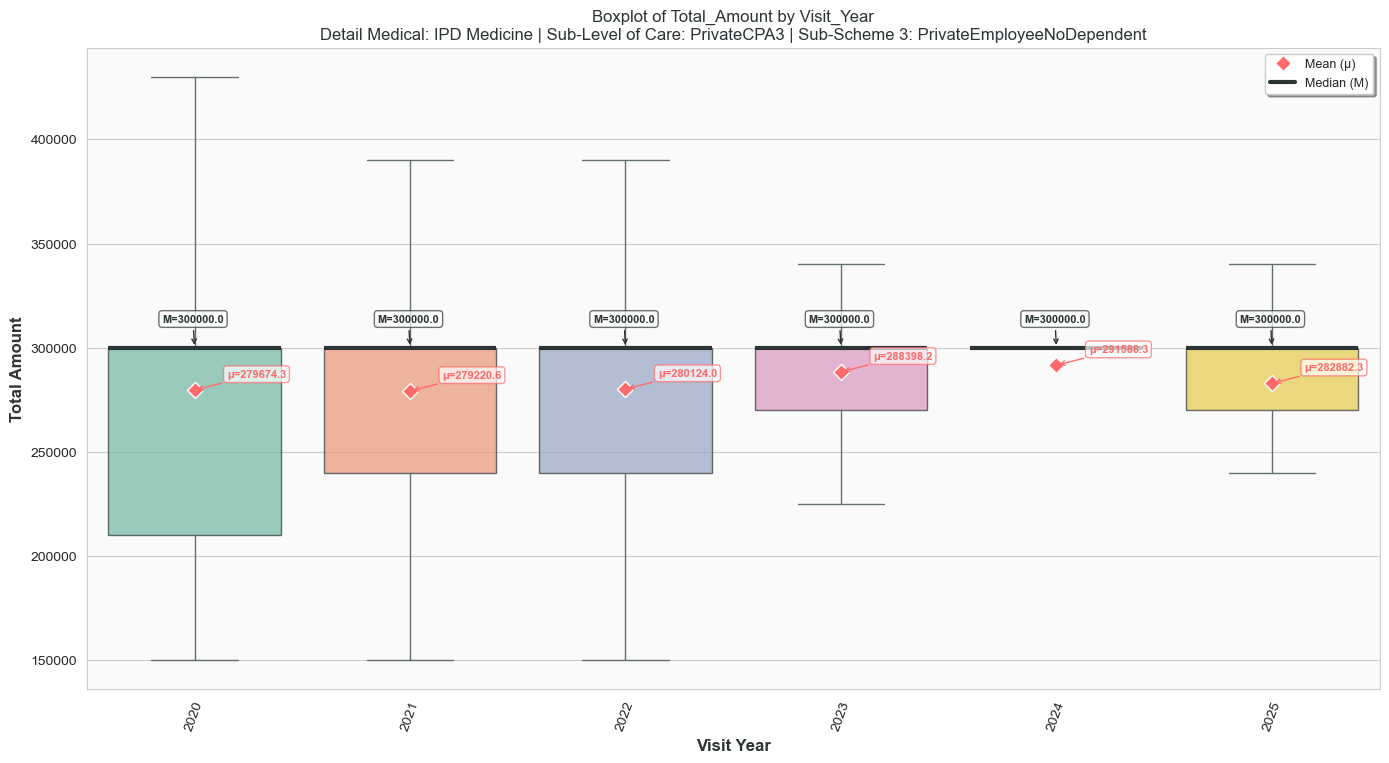 Boxplot of Total_Amount by Visit_Year
Detail Medical: IPD Medicine | Sub-Level of Care: PrivateCPA3 | Sub-Scheme 3: PrivateEmployeeNoDependent
Mean (μ)
Median (M)
Total Amount
400000
350000
300000
250000
200000
150000
M=300000.0
M=300000.0
M=300000.0
M=300000.0
M=300000.0
M=300000.0
μ=279674.3
μ=279220.6
μ=280124.0
μ=288398.2
μ=291588.3
μ=282882.3
2020
2021
2022
2023
2024
2025
Visit Year